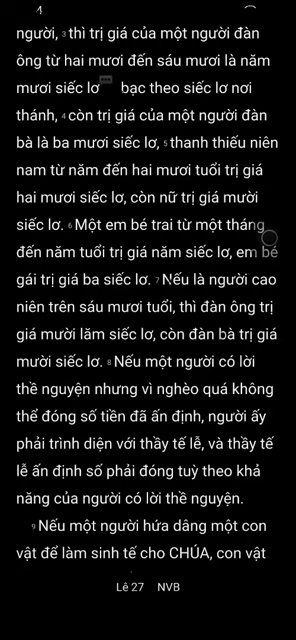 4
người, 3 thì trị giá của một người đàn
ông từ hai mươi đến sáu mươi là năm
mươi siếc lơ bạc theo siếc lơ nơi
thánh, 4 còn trị giá của một người đàn
bà là ba mươi siếc lơ, 5 thanh thiếu niên
nam từ năm đến hai mươi tuổi trị giá
hai mươi siếc lơ, còn nữ trị giá mười
siếc lơ. 6 Một em bé trai từ một tháng
đến năm tuổi trị giá năm siếc lơ, em bé
gái trị giá ba siếc lơ. 7 Nếu là người cao
niên trên sáu mươi tuổi, thì đàn ông trị
giá mười lăm siếc lơ, còn đàn bà trị giá
mười siếc lơ. 8 Nếu một người có lời
thề nguyện nhưng vì nghèo quá không
thể đóng số tiền đã ấn định, người ấy
phải trình diện với thầy tế lễ, và thầy tế
lễ ấn định số phải đóng tuỳ theo khả
năng của người có lời thề nguyện.
9 Nếu một người hứa dâng một con
vật để làm sinh tế cho CHÚA, con vật
Lê 27 NVB